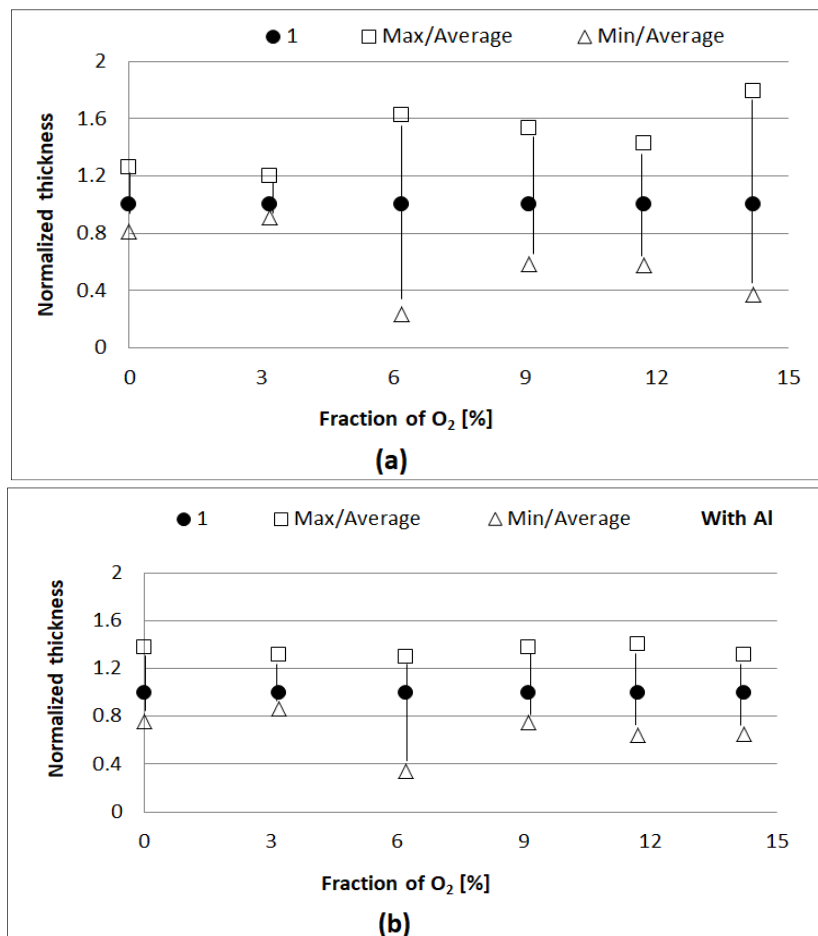 1 Max/Average Min/Average
2
1.6
1.2
0.8
0.4
0
Normalized thickness
0 3 6 9 12 15
Fraction of O₂ [%]
(a)
1 Max/Average Min/Average With Al
2
1.6
1.2
0.8
0.4
0
Normalized thickness
0 3 6 9 12 15
Fraction of O₂ [%]
(b)